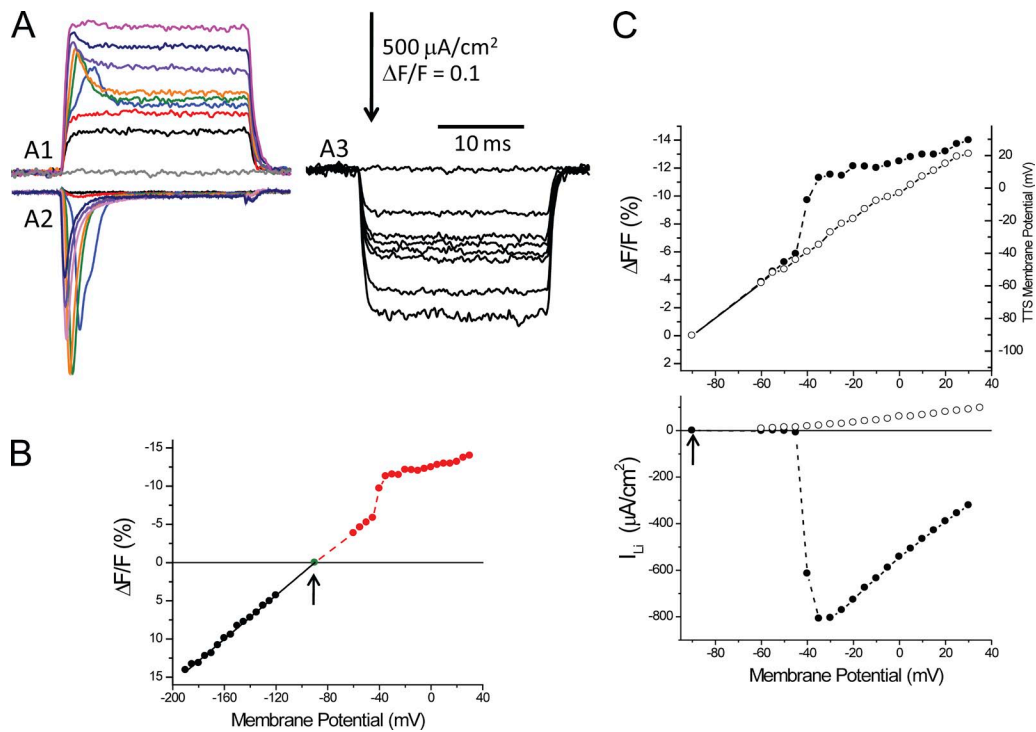 A
A1
A2
500 µA/cm²
ΔF/F = 0.1
10 ms
A3
B
ΔF/F (%)
-15
-10
-5
0
5
10
15
-200 -160 -120 -80 -40 0 40
Membrane Potential (mV)
C
ΔF/F (%)
-14
-12
-10
-8
-6
-4
-2
0
2
20
0
-20
-40
-60
-80
-100
TTS Membrane Potential (mV)
-80 -60 -40 -20 0 20 40
I_Li (µA/cm²)
0
-200
-400
-600
-800
-80 -60 -40 -20 0 20 40
Membrane Potential (mV)